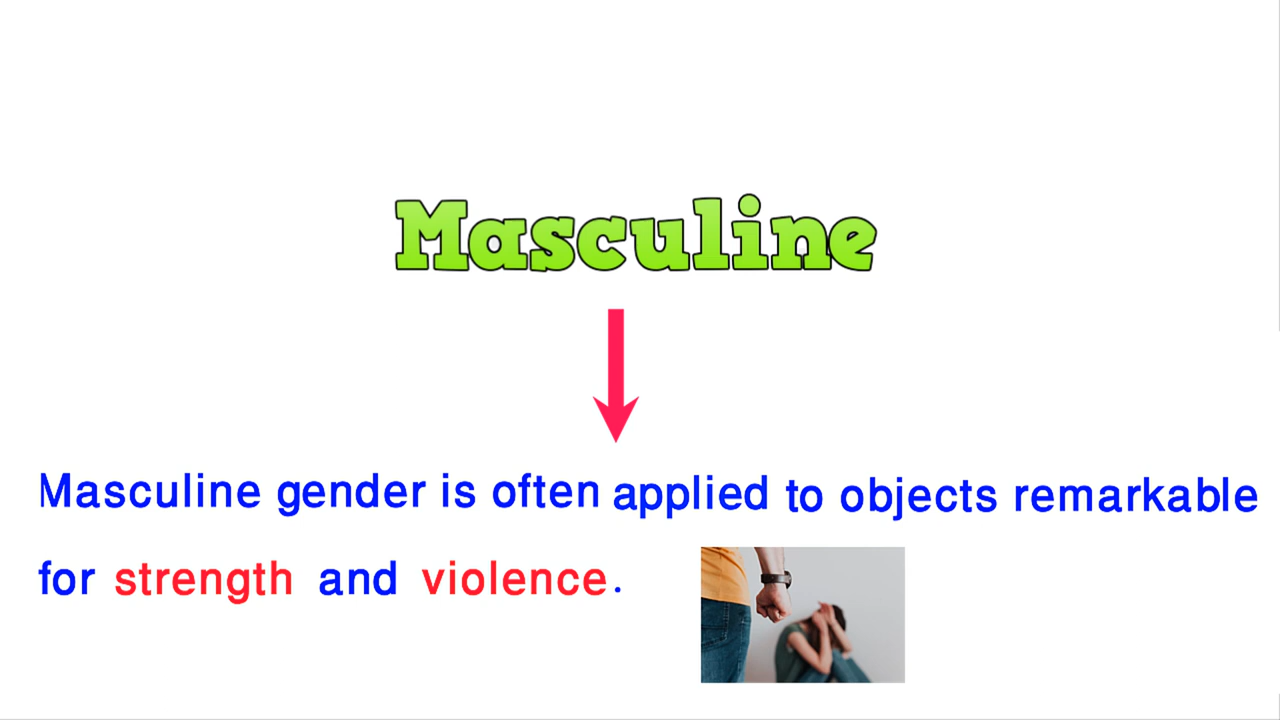 Masculine
Masculine gender is often applied to objects remarkable
for strength and violence.